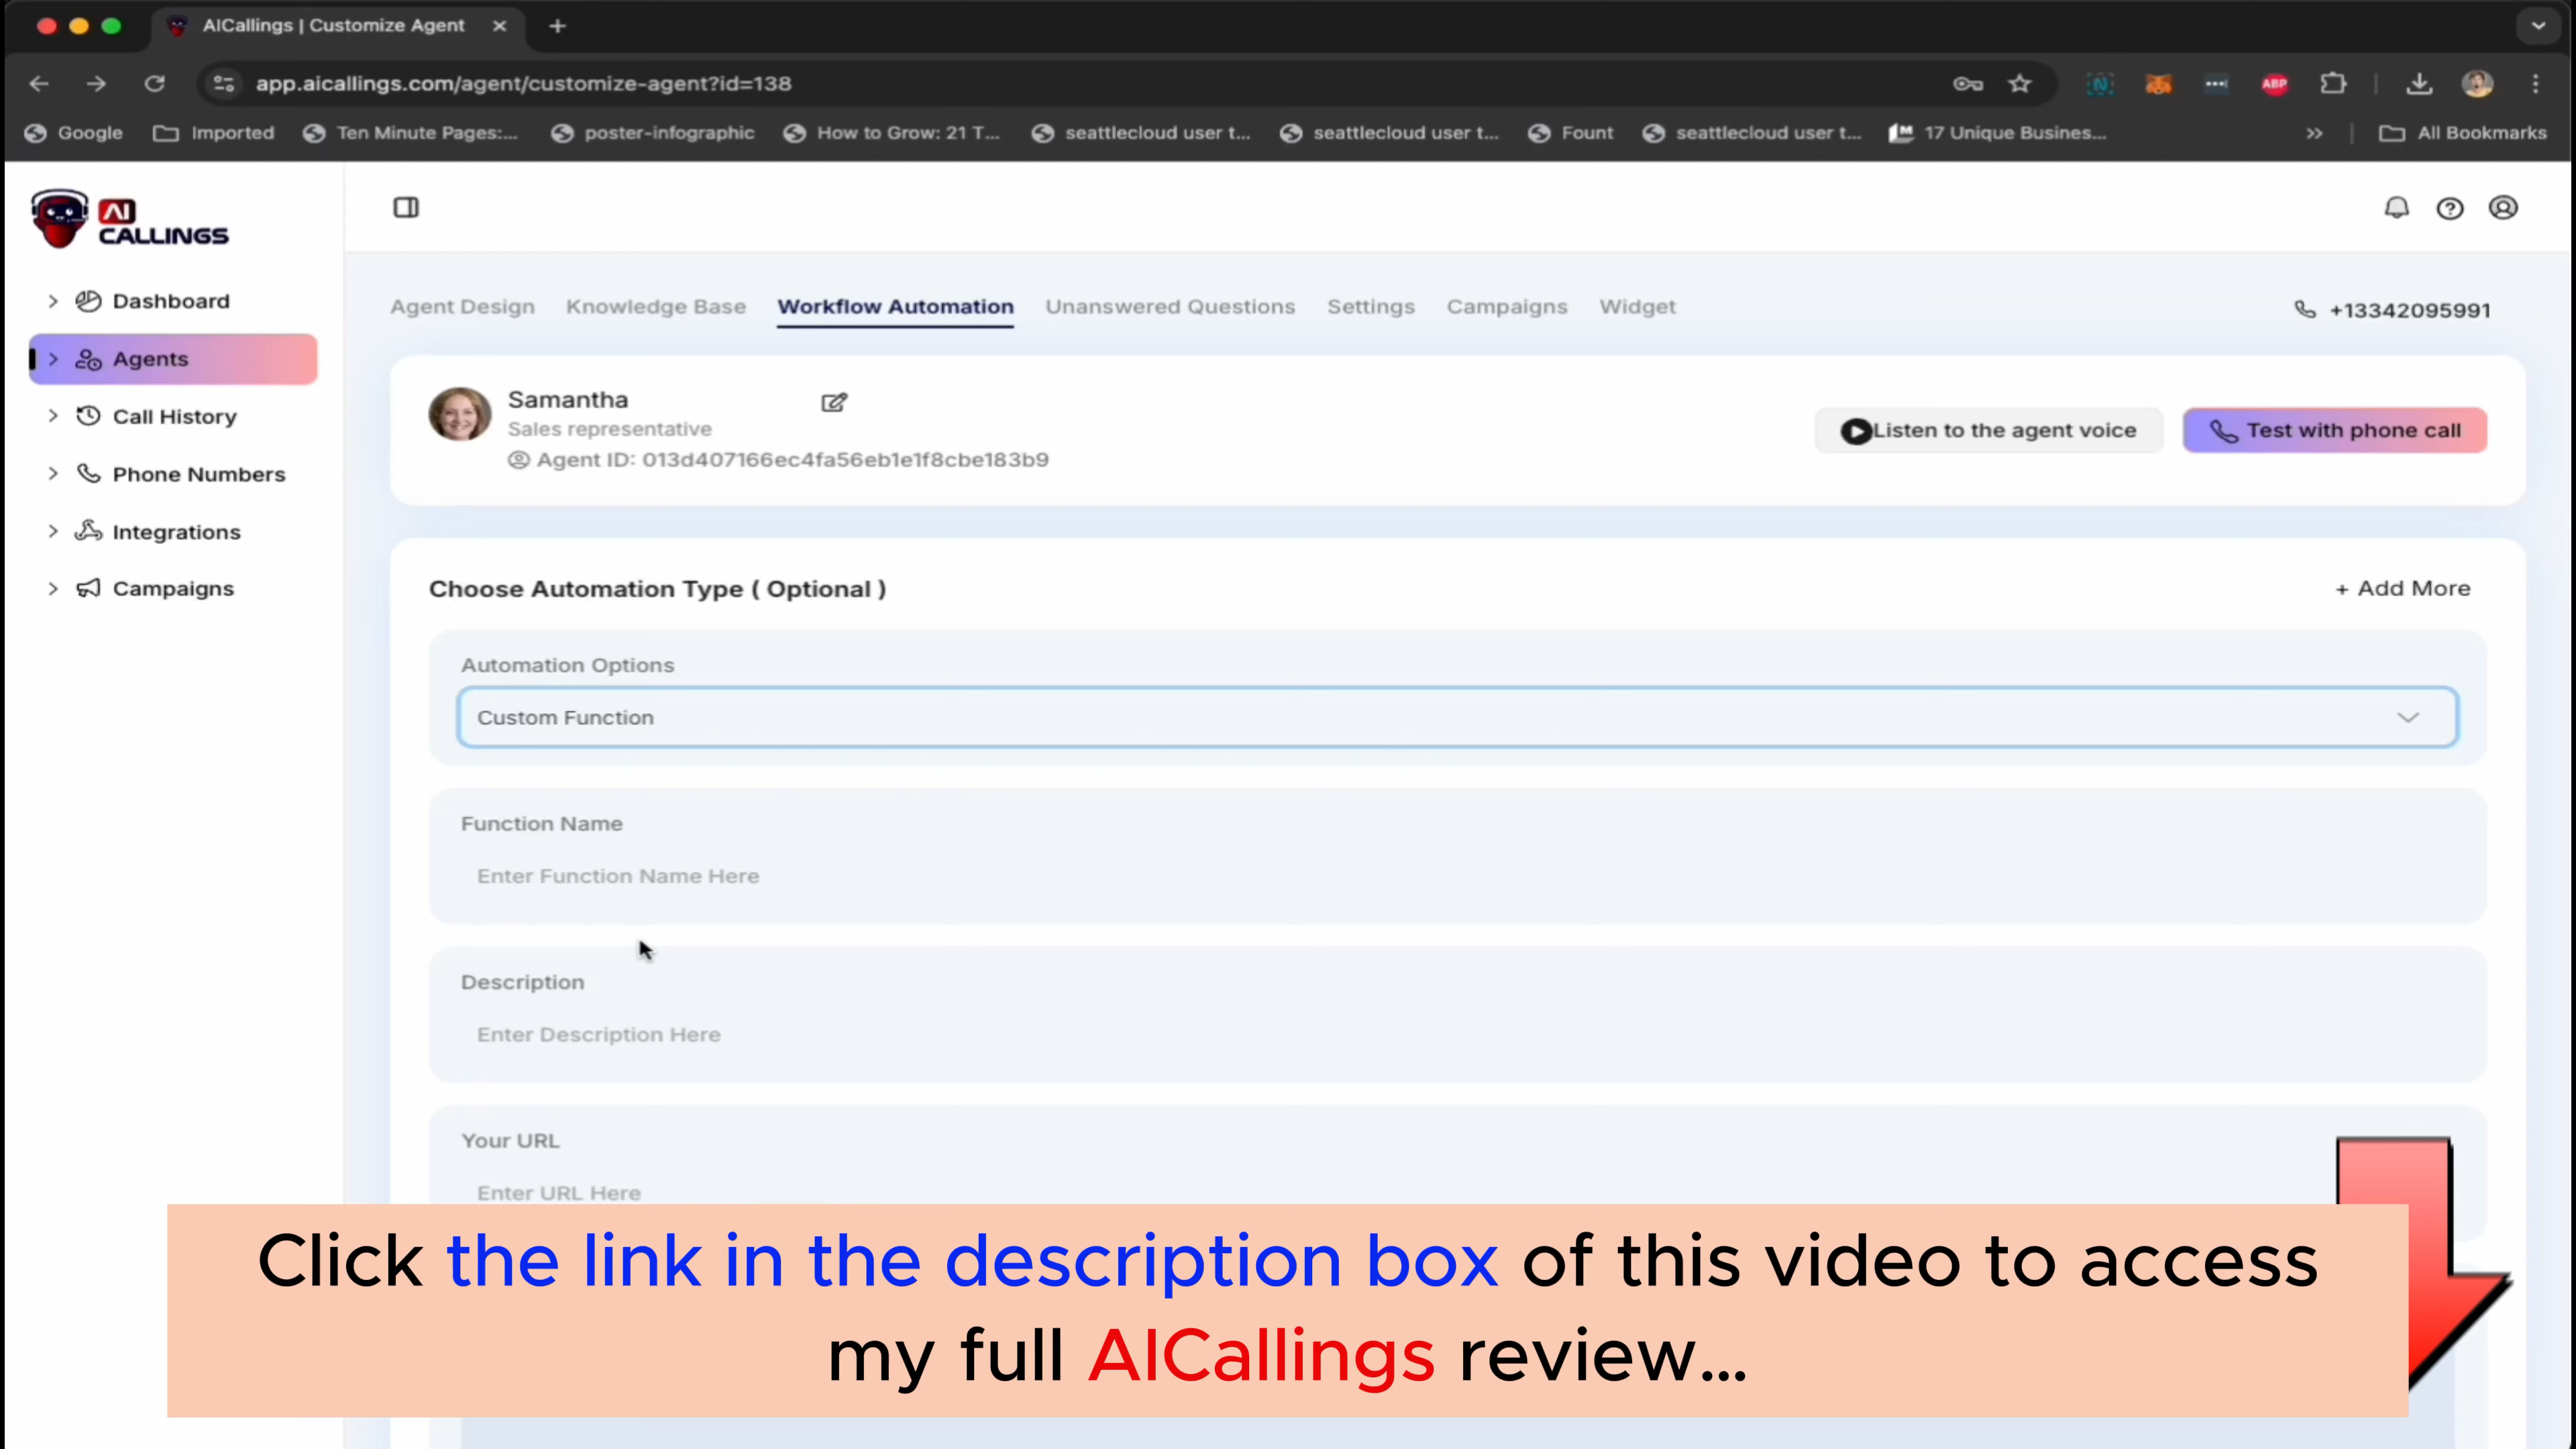 AICallings | Customize Agent
app.aicallings.com/agent/customize-agent?id=138
ABP
Google
Imported
Ten Minute Pages:...
poster-infographic
How to Grow: 21 T...
seattlecloud user t...
seattlecloud user t...
Fount
seattlecloud user t...
17 Unique Busines...
All Bookmarks
AI
CALLINGS
Dashboard
Agents
Call History
Phone Numbers
Integrations
Campaigns
Agent Design
Knowledge Base
Workflow Automation
Unanswered Questions
Settings
Campaigns
Widget
+13342095991
Samantha
Sales representative
Agent ID: 013d407166ec4fa56eb1e1f8cbe183b9
Listen to the agent voice
Test with phone call
Choose Automation Type ( Optional )
+ Add More
Automation Options
Custom Function
Function Name
Enter Function Name Here
Description
Enter Description Here
Your URL
Enter URL Here
Click the link in the description box of this video to access
my full AICallings review...